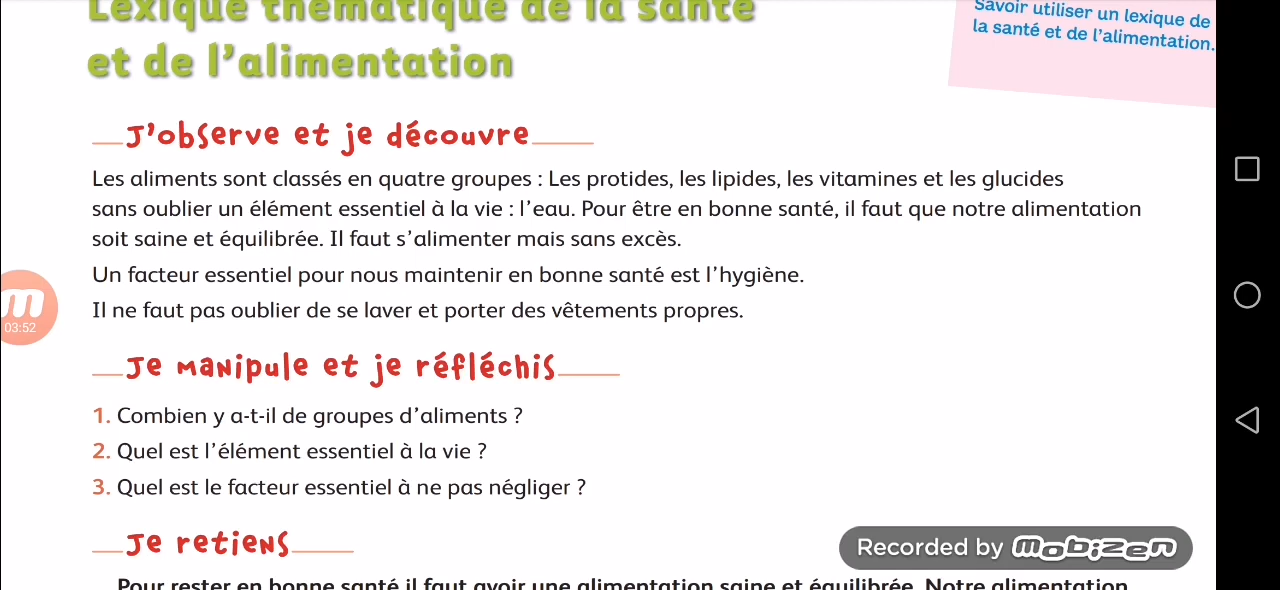 Lexique thématique de la santé
et de l'alimentation
Savoir utiliser un lexique de
la santé et de l'alimentation.
J'observe et je découvre
Les aliments sont classés en quatre groupes : Les protides, les lipides, les vitamines et les glucides
sans oublier un élément essentiel à la vie : l'eau. Pour être en bonne santé, il faut que notre alimentation
soit saine et équilibrée. Il faut s'alimenter mais sans excès.
Un facteur essentiel pour nous maintenir en bonne santé est l'hygiène.
Il ne faut pas oublier de se laver et porter des vêtements propres.
03:52
Je manipule et je réfléchis
1. Combien y a-t-il de groupes d'aliments ?
2. Quel est l'élément essentiel à la vie ?
3. Quel est le facteur essentiel à ne pas négliger ?
Je retiens
Recorded by mobizen
Pour rester en bonne santé il faut avoir une alimentation saine et équilibrée. Notre alimentation